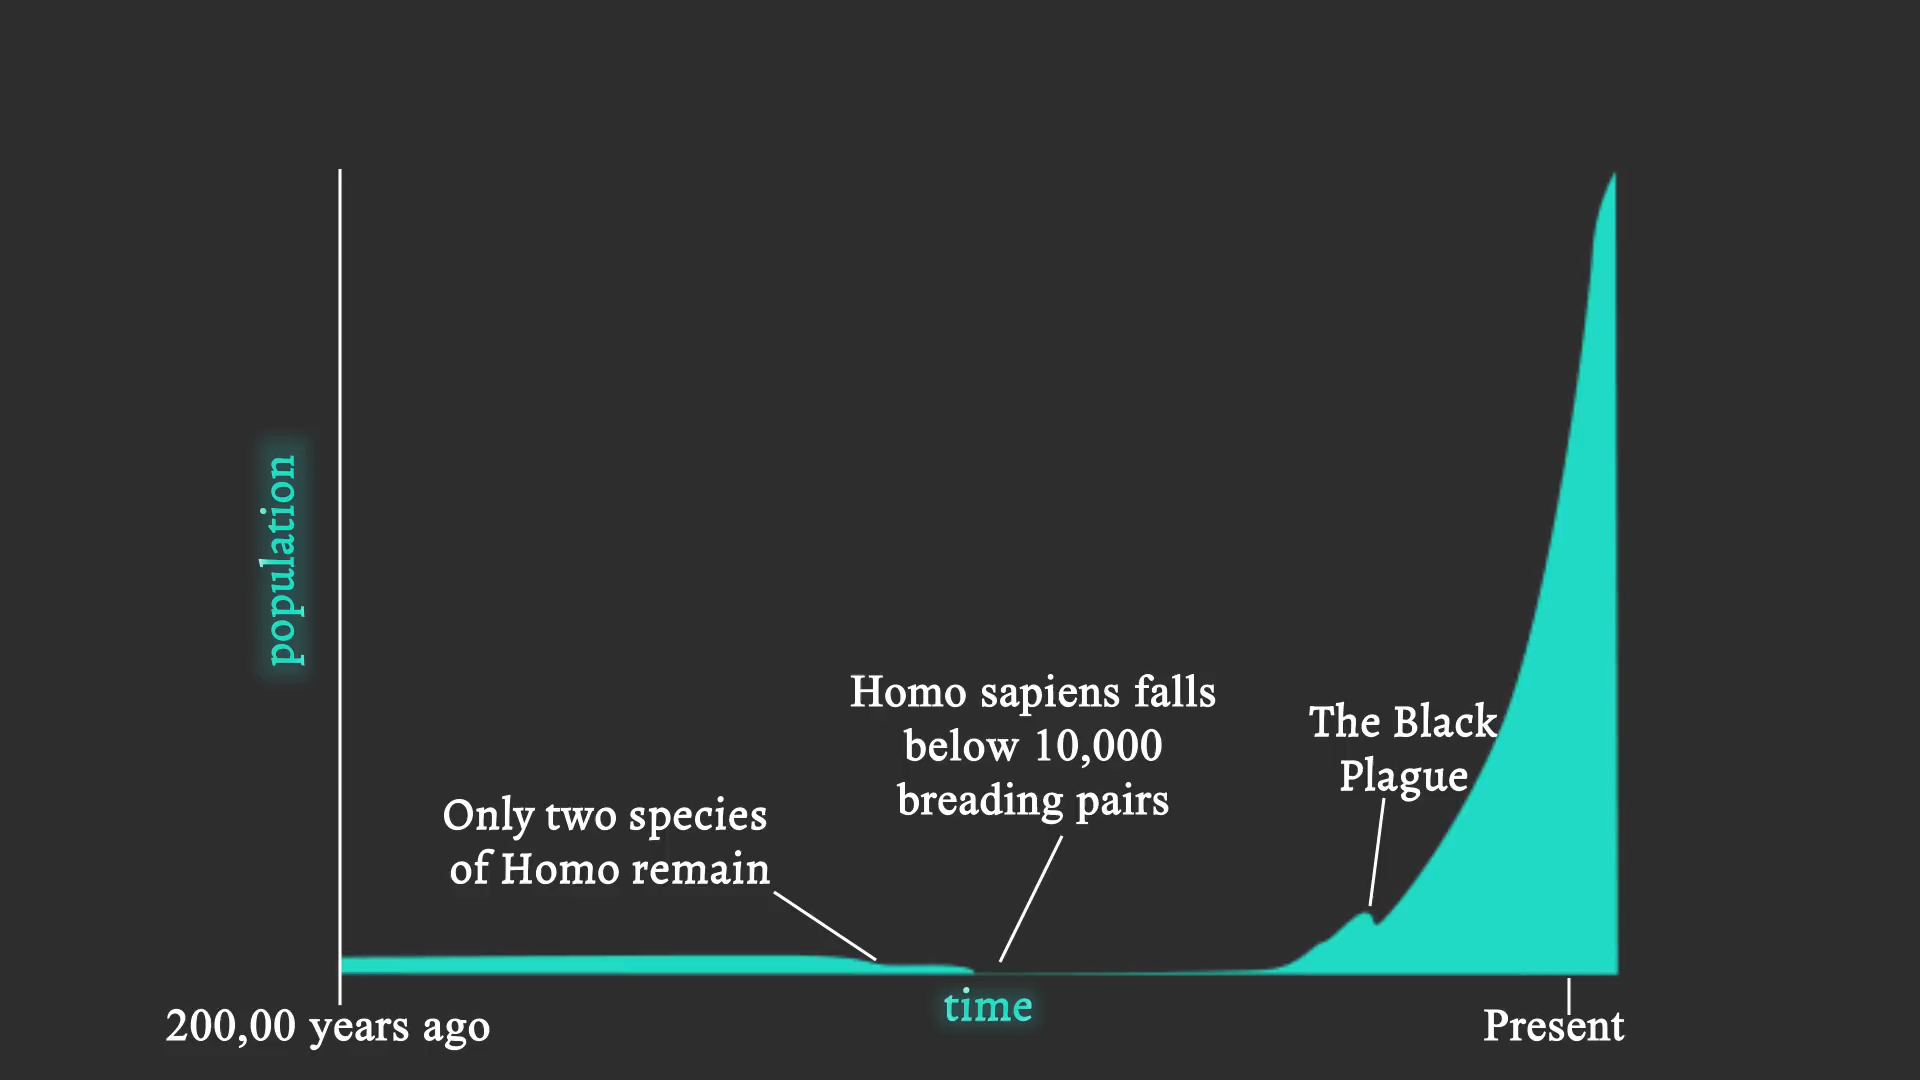 population
Only two species
of Homo remain
Homo sapiens falls
below 10,000
breading pairs
The Black
Plague
time
200,00 years ago
Present